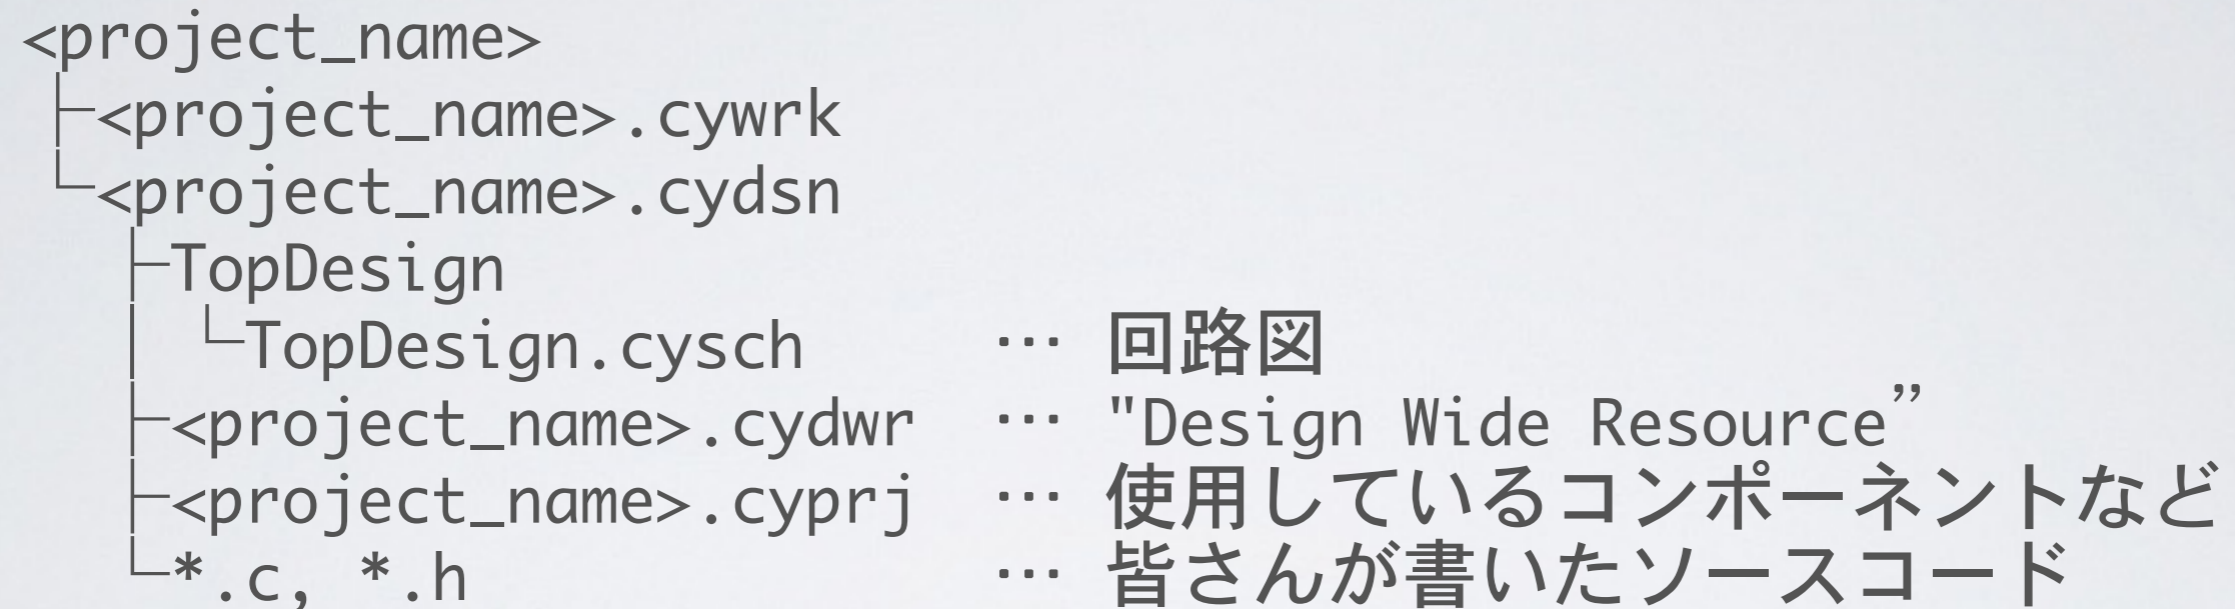 <project_name>
├<project_name>.cywrk
└<project_name>.cydsn
├TopDesign
│ └TopDesign.cysch … 回路図
├<project_name>.cydwr … "Design Wide Resource”
├<project_name>.cyprj … 使用しているコンポーネントなど
└*.c, *.h … 皆さんが書いたソースコード